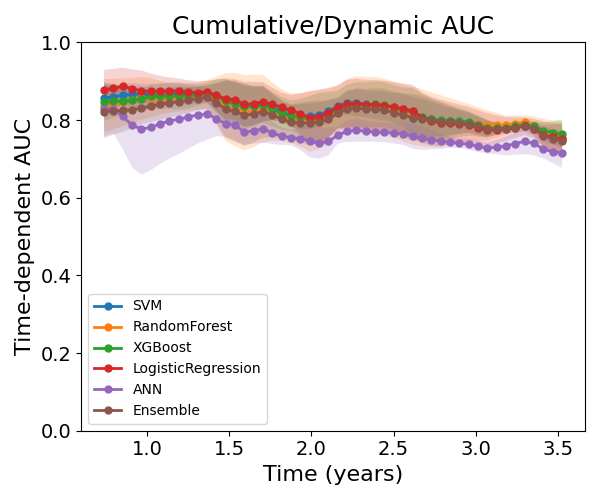 Cumulative/Dynamic AUC
Time-dependent AUC
1.0
0.8
0.6
0.4
0.2
0.0
SVM
RandomForest
XGBoost
LogisticRegression
ANN
Ensemble
1.0 1.5 2.0 2.5 3.0 3.5
Time (years)